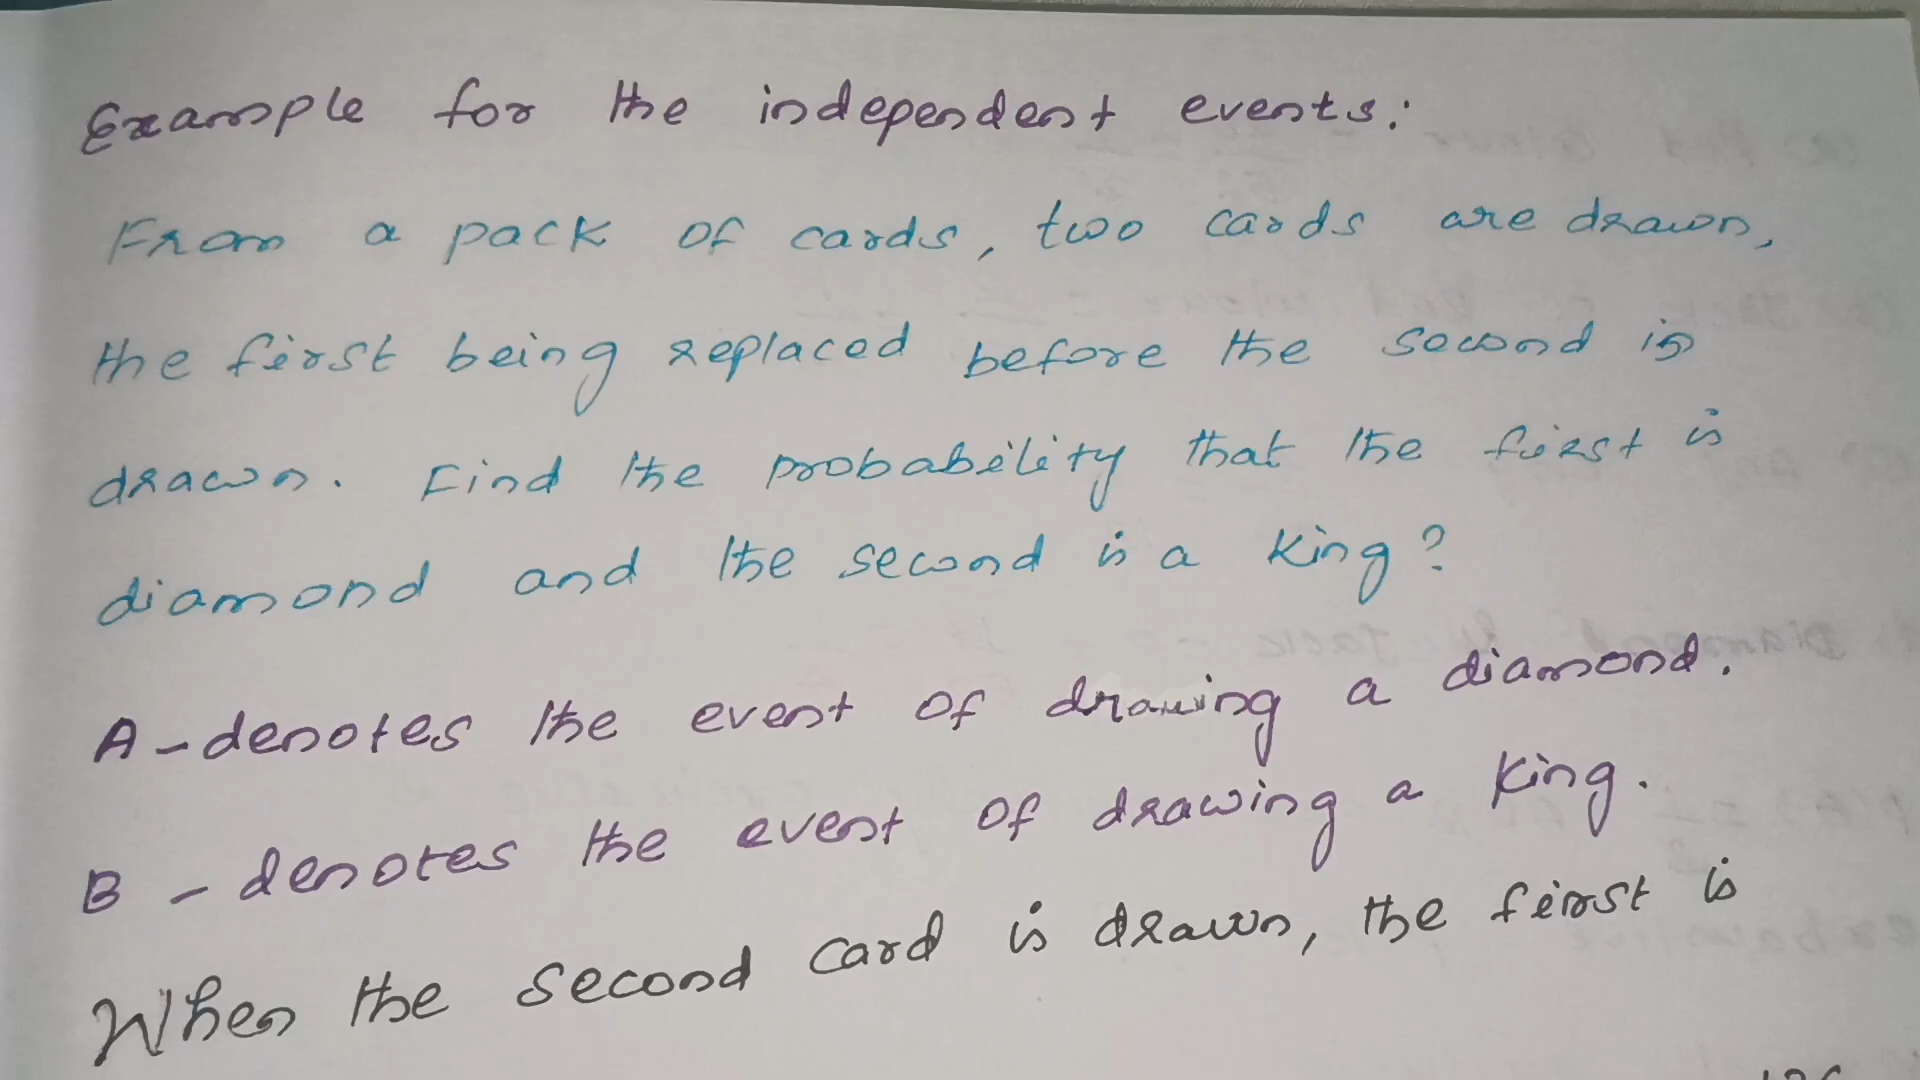 Example for the independent events:
From a pack of cards, two cards are drawn,
the first being replaced before the second is
drawn. Find the probability that the first is
diamond and the second is a King?
A - denotes the event of drawing a diamond.
B - denotes the event of drawing a King.
When the second card is drawn, the first is